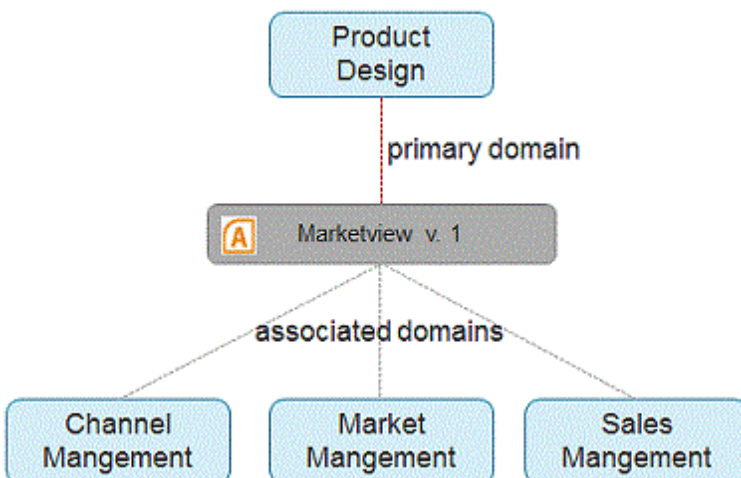 Product
Design
primary domain
A
Marketview v. 1
associated domains
Channel
Mangement
Market
Mangement
Sales
Mangement